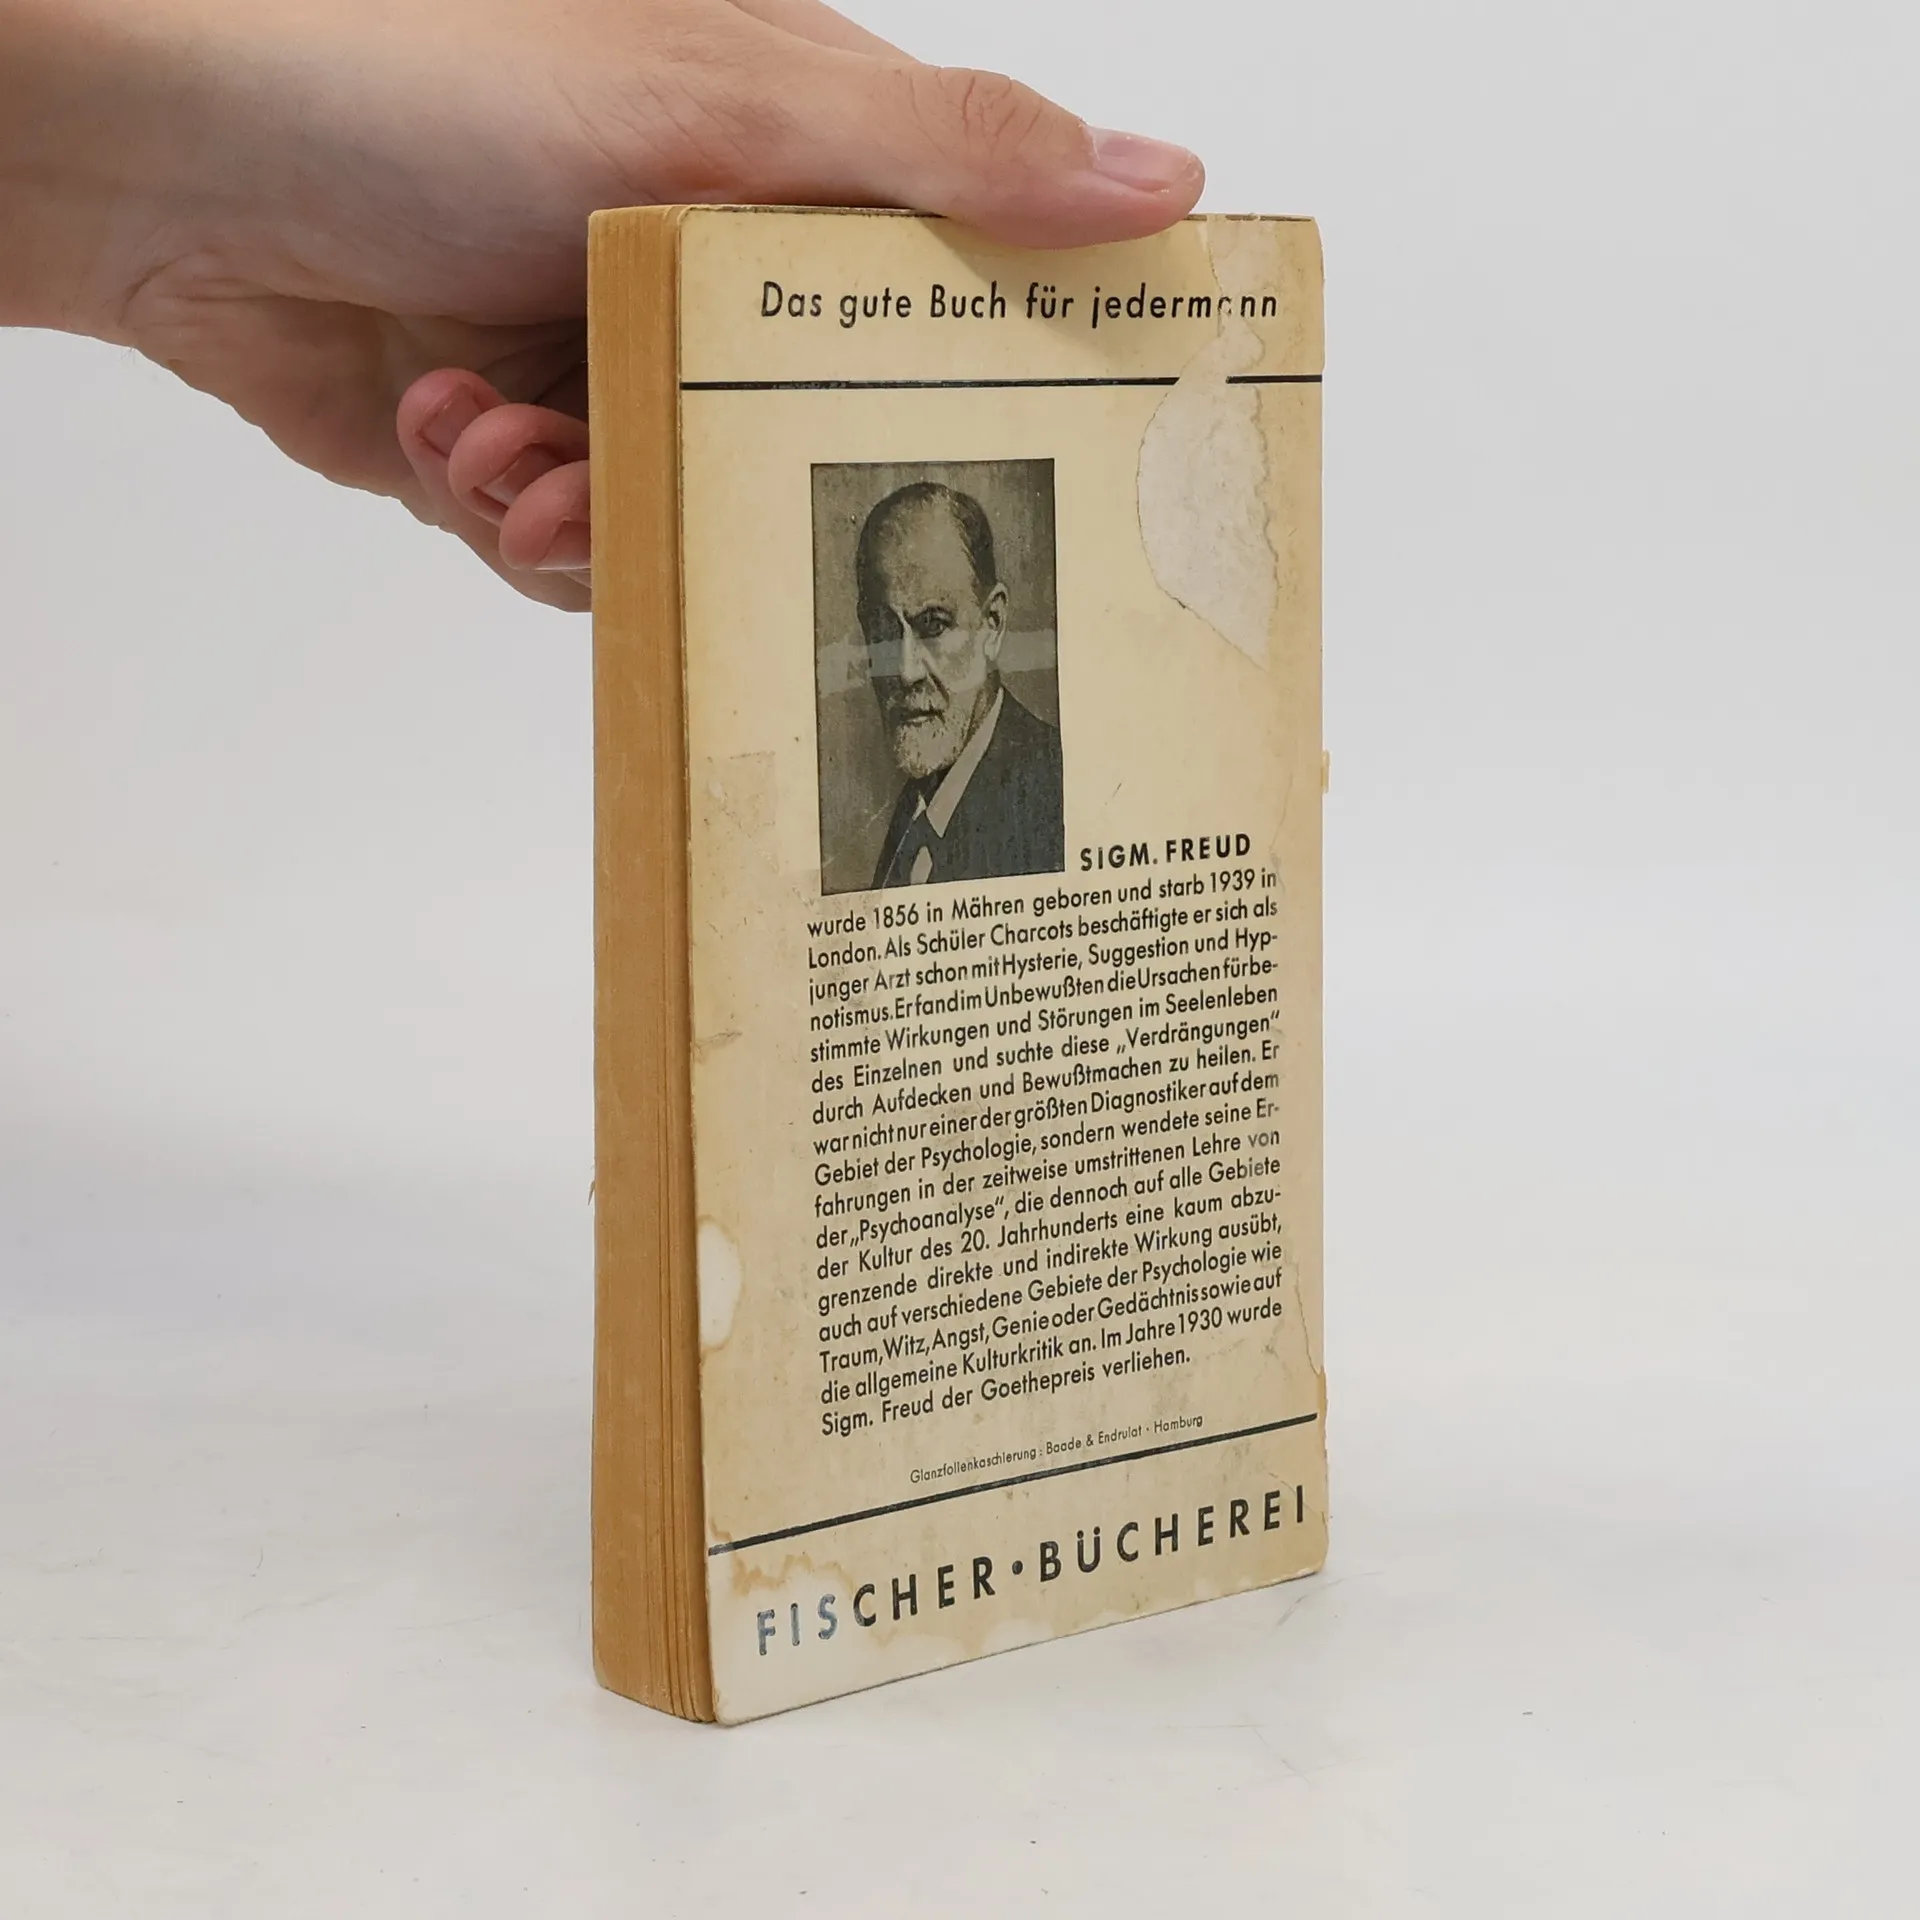 Das gute Buch für jedermann
SIGM. FREUD
wurde 1856 in Mähren geboren und starb 1939 in
London. Als Schüler Charcots beschäftigte er sich als
junger Arzt schon mit Hysterie, Suggestion und Hyp-
notismus. Er fand im Unbewußten die Ursachen für be-
stimmte Wirkungen und Störungen im Seelenleben
des Einzelnen und suchte diese „Verdrängungen“
durch Aufdecken und Bewußtmachen zu heilen. Er
war nicht nur einer der größten Diagnostiker auf dem
Gebiet der Psychologie, sondern wendete seine Er-
fahrungen in der zeitweise umstrittenen Lehre von
der „Psychoanalyse“, die dennoch auf alle Gebiete
der Kultur des 20. Jahrhunderts eine kaum abzu-
grenzende direkte und indirekte Wirkung ausübt,
auch auf verschiedene Gebiete der Psychologie wie
Traum, Witz, Angst, Genie oder Gedächtnis sowie auf
die allgemeine Kulturkritik an. Im Jahre 1930 wurde
Sigm. Freud der Goethepreis verliehen.
Glanzfolienkaschierung: Baade & Endrulat · Hamburg
FISCHER • BÜCHEREI